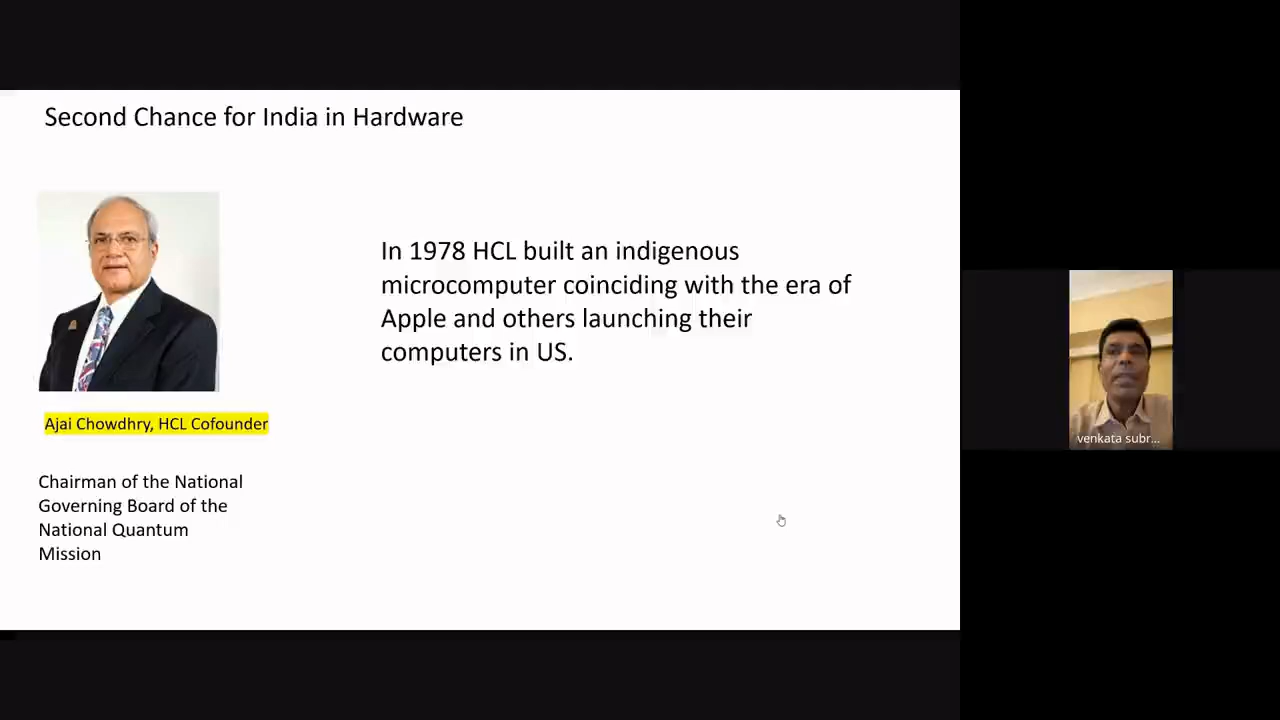 Second Chance for India in Hardware
In 1978 HCL built an indigenous
microcomputer coinciding with the era of
Apple and others launching their
computers in US.
Ajai Chowdhry, HCL Cofounder
Chairman of the National
Governing Board of the
National Quantum
Mission
venkata subr...